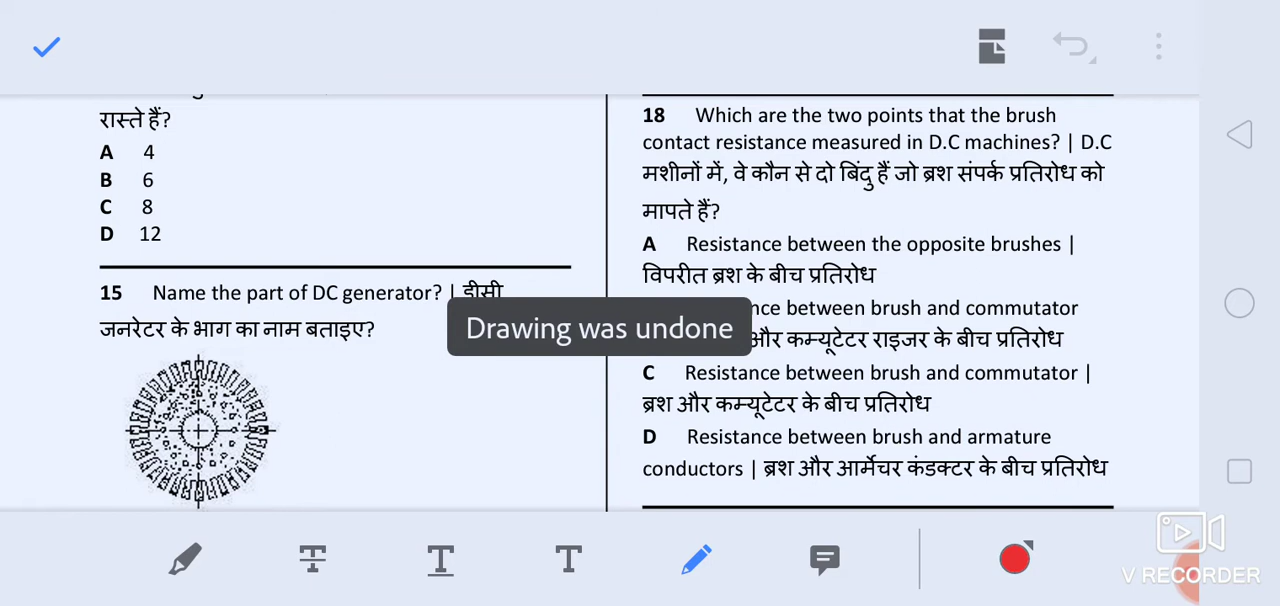 रास्ते हैं?
A 4
B 6
C 8
D 12
15 Name the part of DC generator? | डीसी
जनरेटर के भाग का नाम बताइए?
18 Which are the two points that the brush
contact resistance measured in D.C machines? | D.C
मशीनों में, वे कौन से दो बिंदु हैं जो ब्रश संपर्क प्रतिरोध को
मापते हैं?
A Resistance between the opposite brushes |
विपरीत ब्रश के बीच प्रतिरोध
nce between brush and commutator
और कम्यूटेटर राइजर के बीच प्रतिरोध
C Resistance between brush and commutator |
ब्रश और कम्यूटेटर के बीच प्रतिरोध
D Resistance between brush and armature
conductors | ब्रश और आर्मेचर कंडक्टर के बीच प्रतिरोध
Drawing was undone
V RECORDER